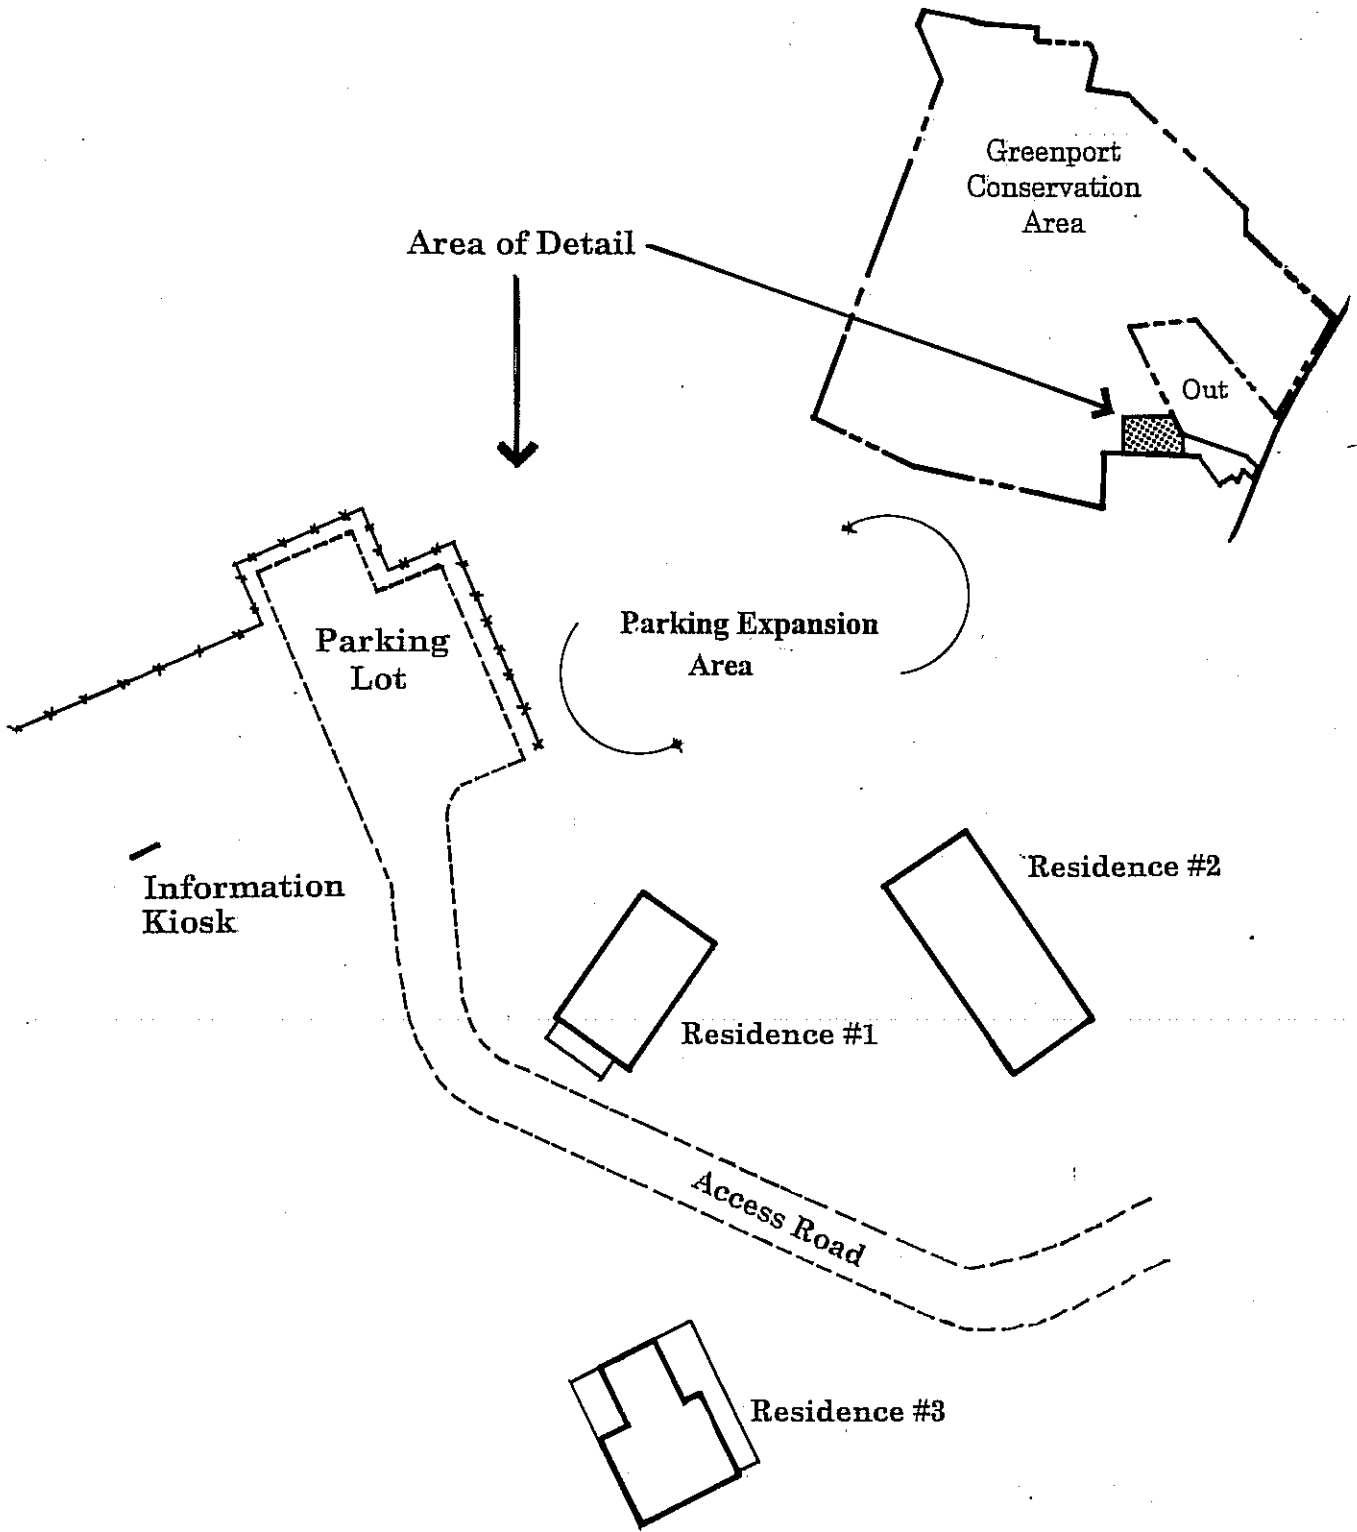 Greenport
Conservation
Area
Area of Detail
Out
Parking Expansion
Area
Parking
Lot
Residence #2
Information
Kiosk
Residence #1
Access Road
Residence #3